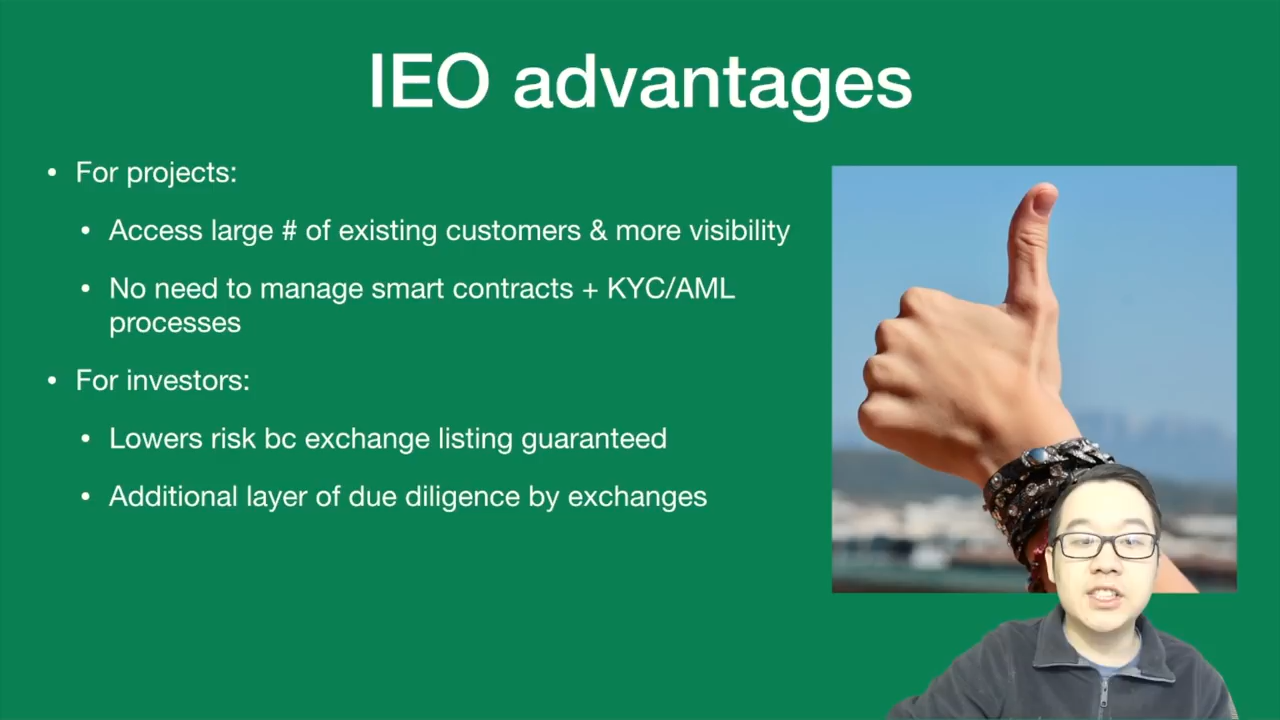 IEO advantages
• For projects:
• Access large # of existing customers & more visibility
• No need to manage smart contracts + KYC/AML
processes
• For investors:
• Lowers risk bc exchange listing guaranteed
• Additional layer of due diligence by exchanges